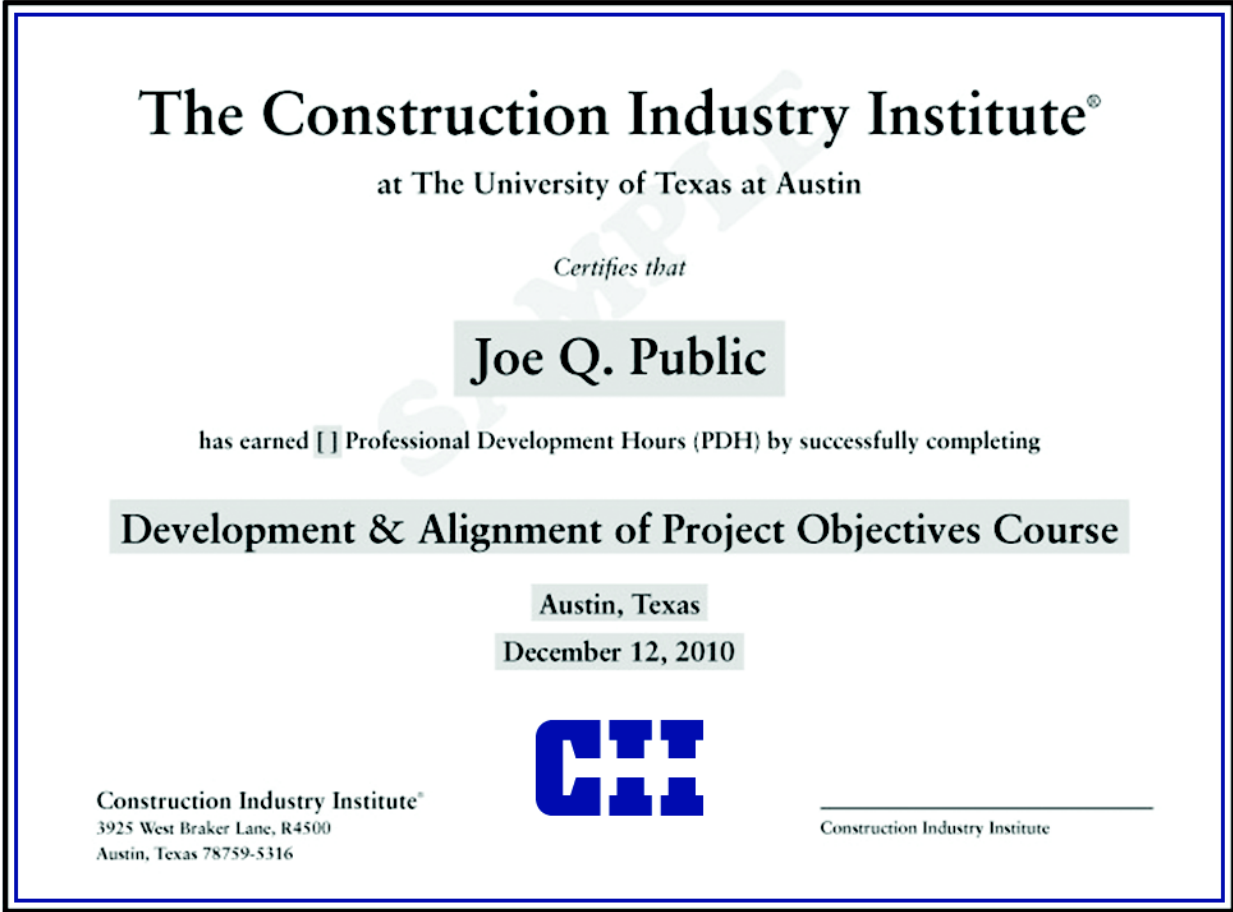 The Construction Industry Institute®
at The University of Texas at Austin
Certifies that
Joe Q. Public
has earned [ ] Professional Development Hours (PDH) by successfully completing
Development & Alignment of Project Objectives Course
Austin, Texas
December 12, 2010
CII
Construction Industry Institute®
3925 West Braker Lane, R4500
Austin, Texas 78759-5316
Construction Industry Institute
SAMPLE